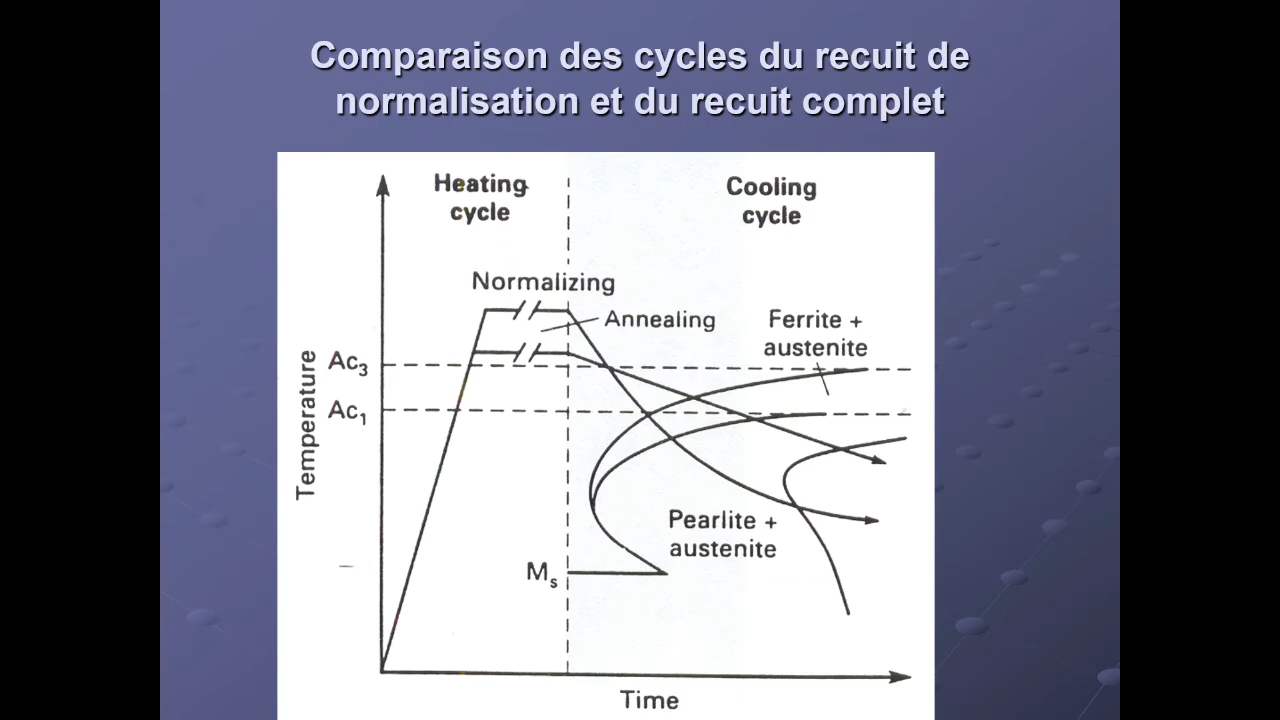 Comparaison des cycles du recuit de
normalisation et du recuit complet
Heating
cycle
Cooling
cycle
Normalizing
Annealing
Ferrite +
austenite
Ac3
Ac1
Temperature
Pearlite +
austenite
Ms
Time